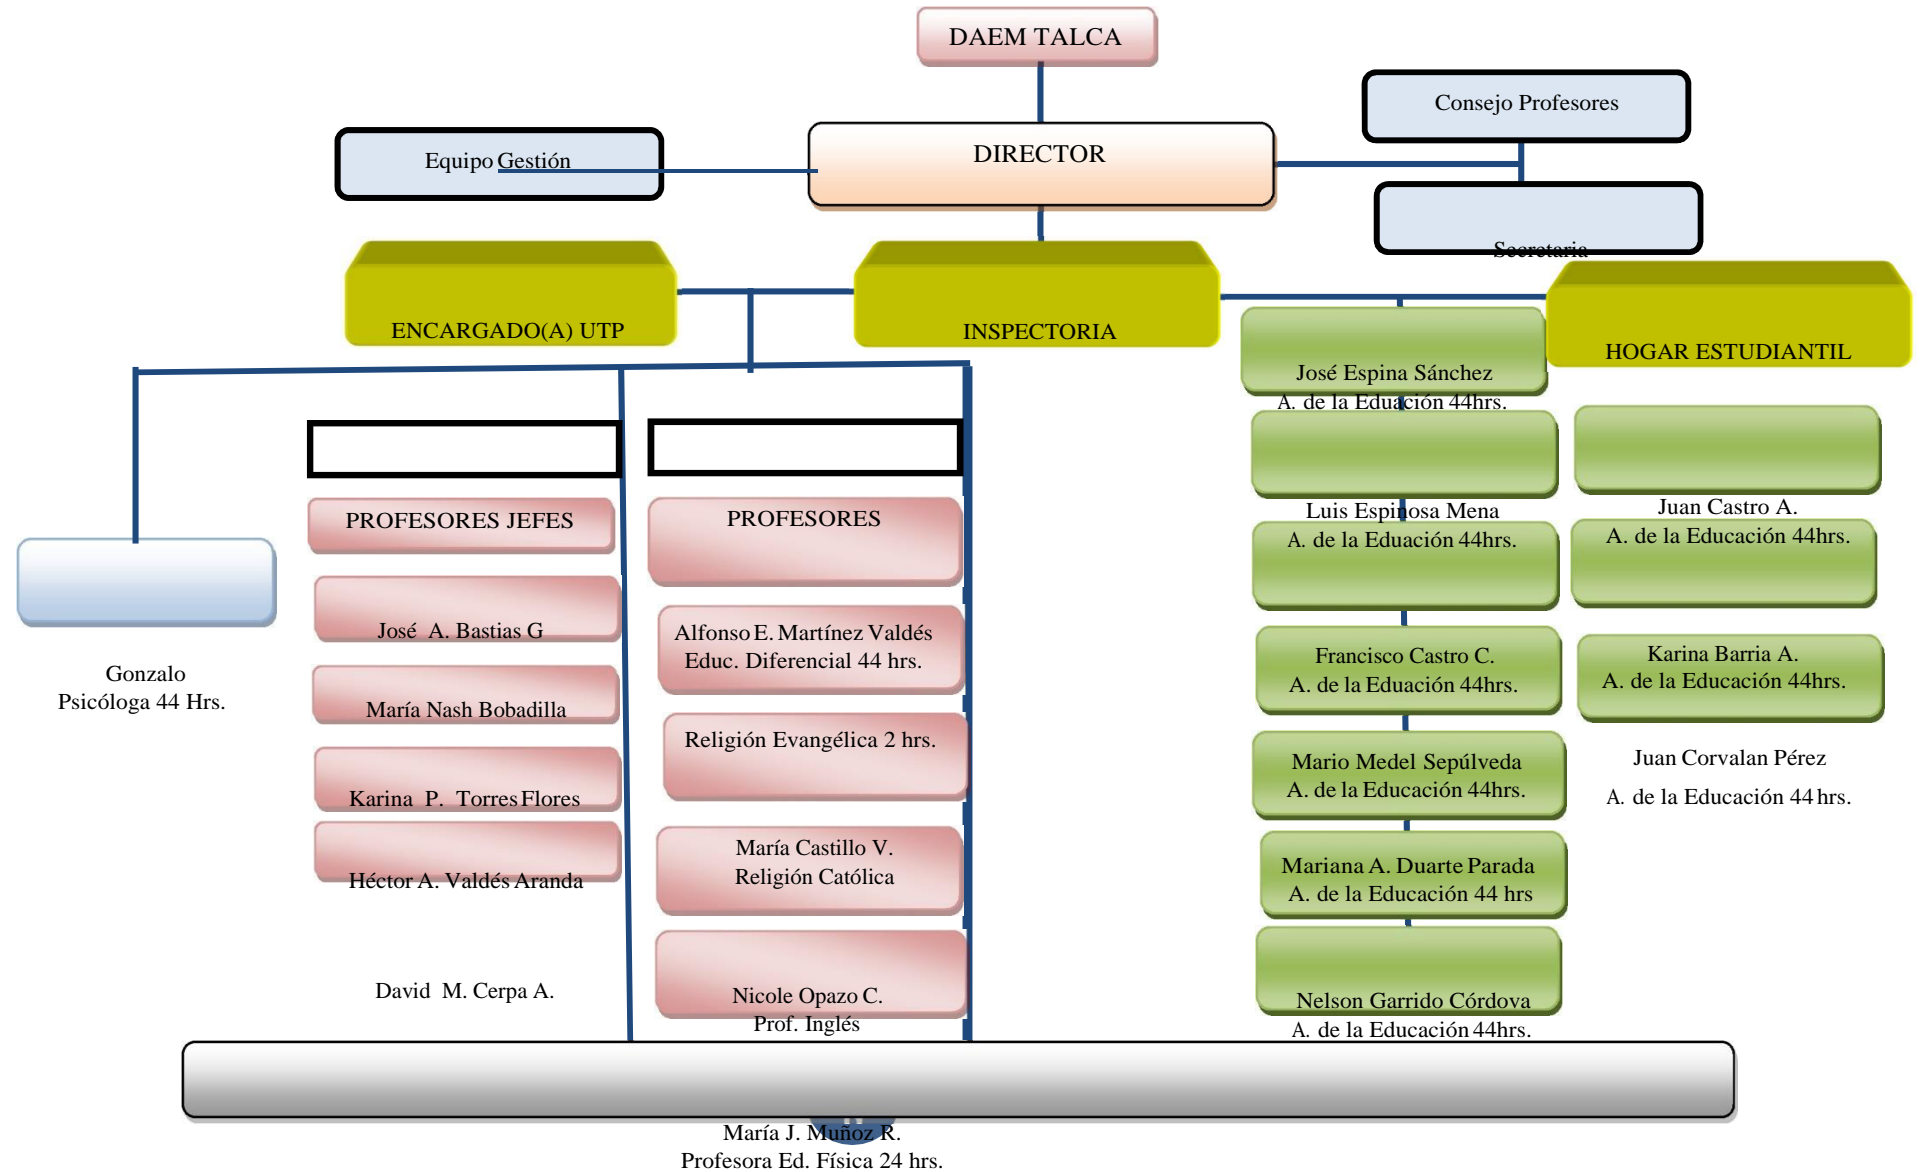 DAEM TALCA
Consejo Profesores
Equipo Gestión
DIRECTOR
Secretaria
ENCARGADO(A) UTP
INSPECTORIA
HOGAR ESTUDIANTIL
Gonzalo
Psicóloga 44 Hrs.
PROFESORES JEFES
José A. Bastias G
María Nash Bobadilla
Karina P. Torres Flores
Héctor A. Valdés Aranda
David M. Cerpa A.
PROFESORES
Alfonso E. Martínez Valdés
Educ. Diferencial 44 hrs.
Religión Evangélica 2 hrs.
María Castillo V.
Religión Católica
Nicole Opazo C.
Prof. Inglés
María J. Muñoz R.
Profesora Ed. Física 24 hrs.
José Espina Sánchez
A. de la Eduación 44hrs.
Luis Espinosa Mena
A. de la Eduación 44hrs.
Francisco Castro C.
A. de la Eduación 44hrs.
Mario Medel Sepúlveda
A. de la Educación 44hrs.
Mariana A. Duarte Parada
A. de la Educación 44 hrs
Nelson Garrido Córdova
A. de la Educación 44hrs.
Juan Castro A.
A. de la Educación 44hrs.
Karina Barria A.
A. de la Educación 44hrs.
Juan Corvalan Pérez
A. de la Educación 44 hrs.